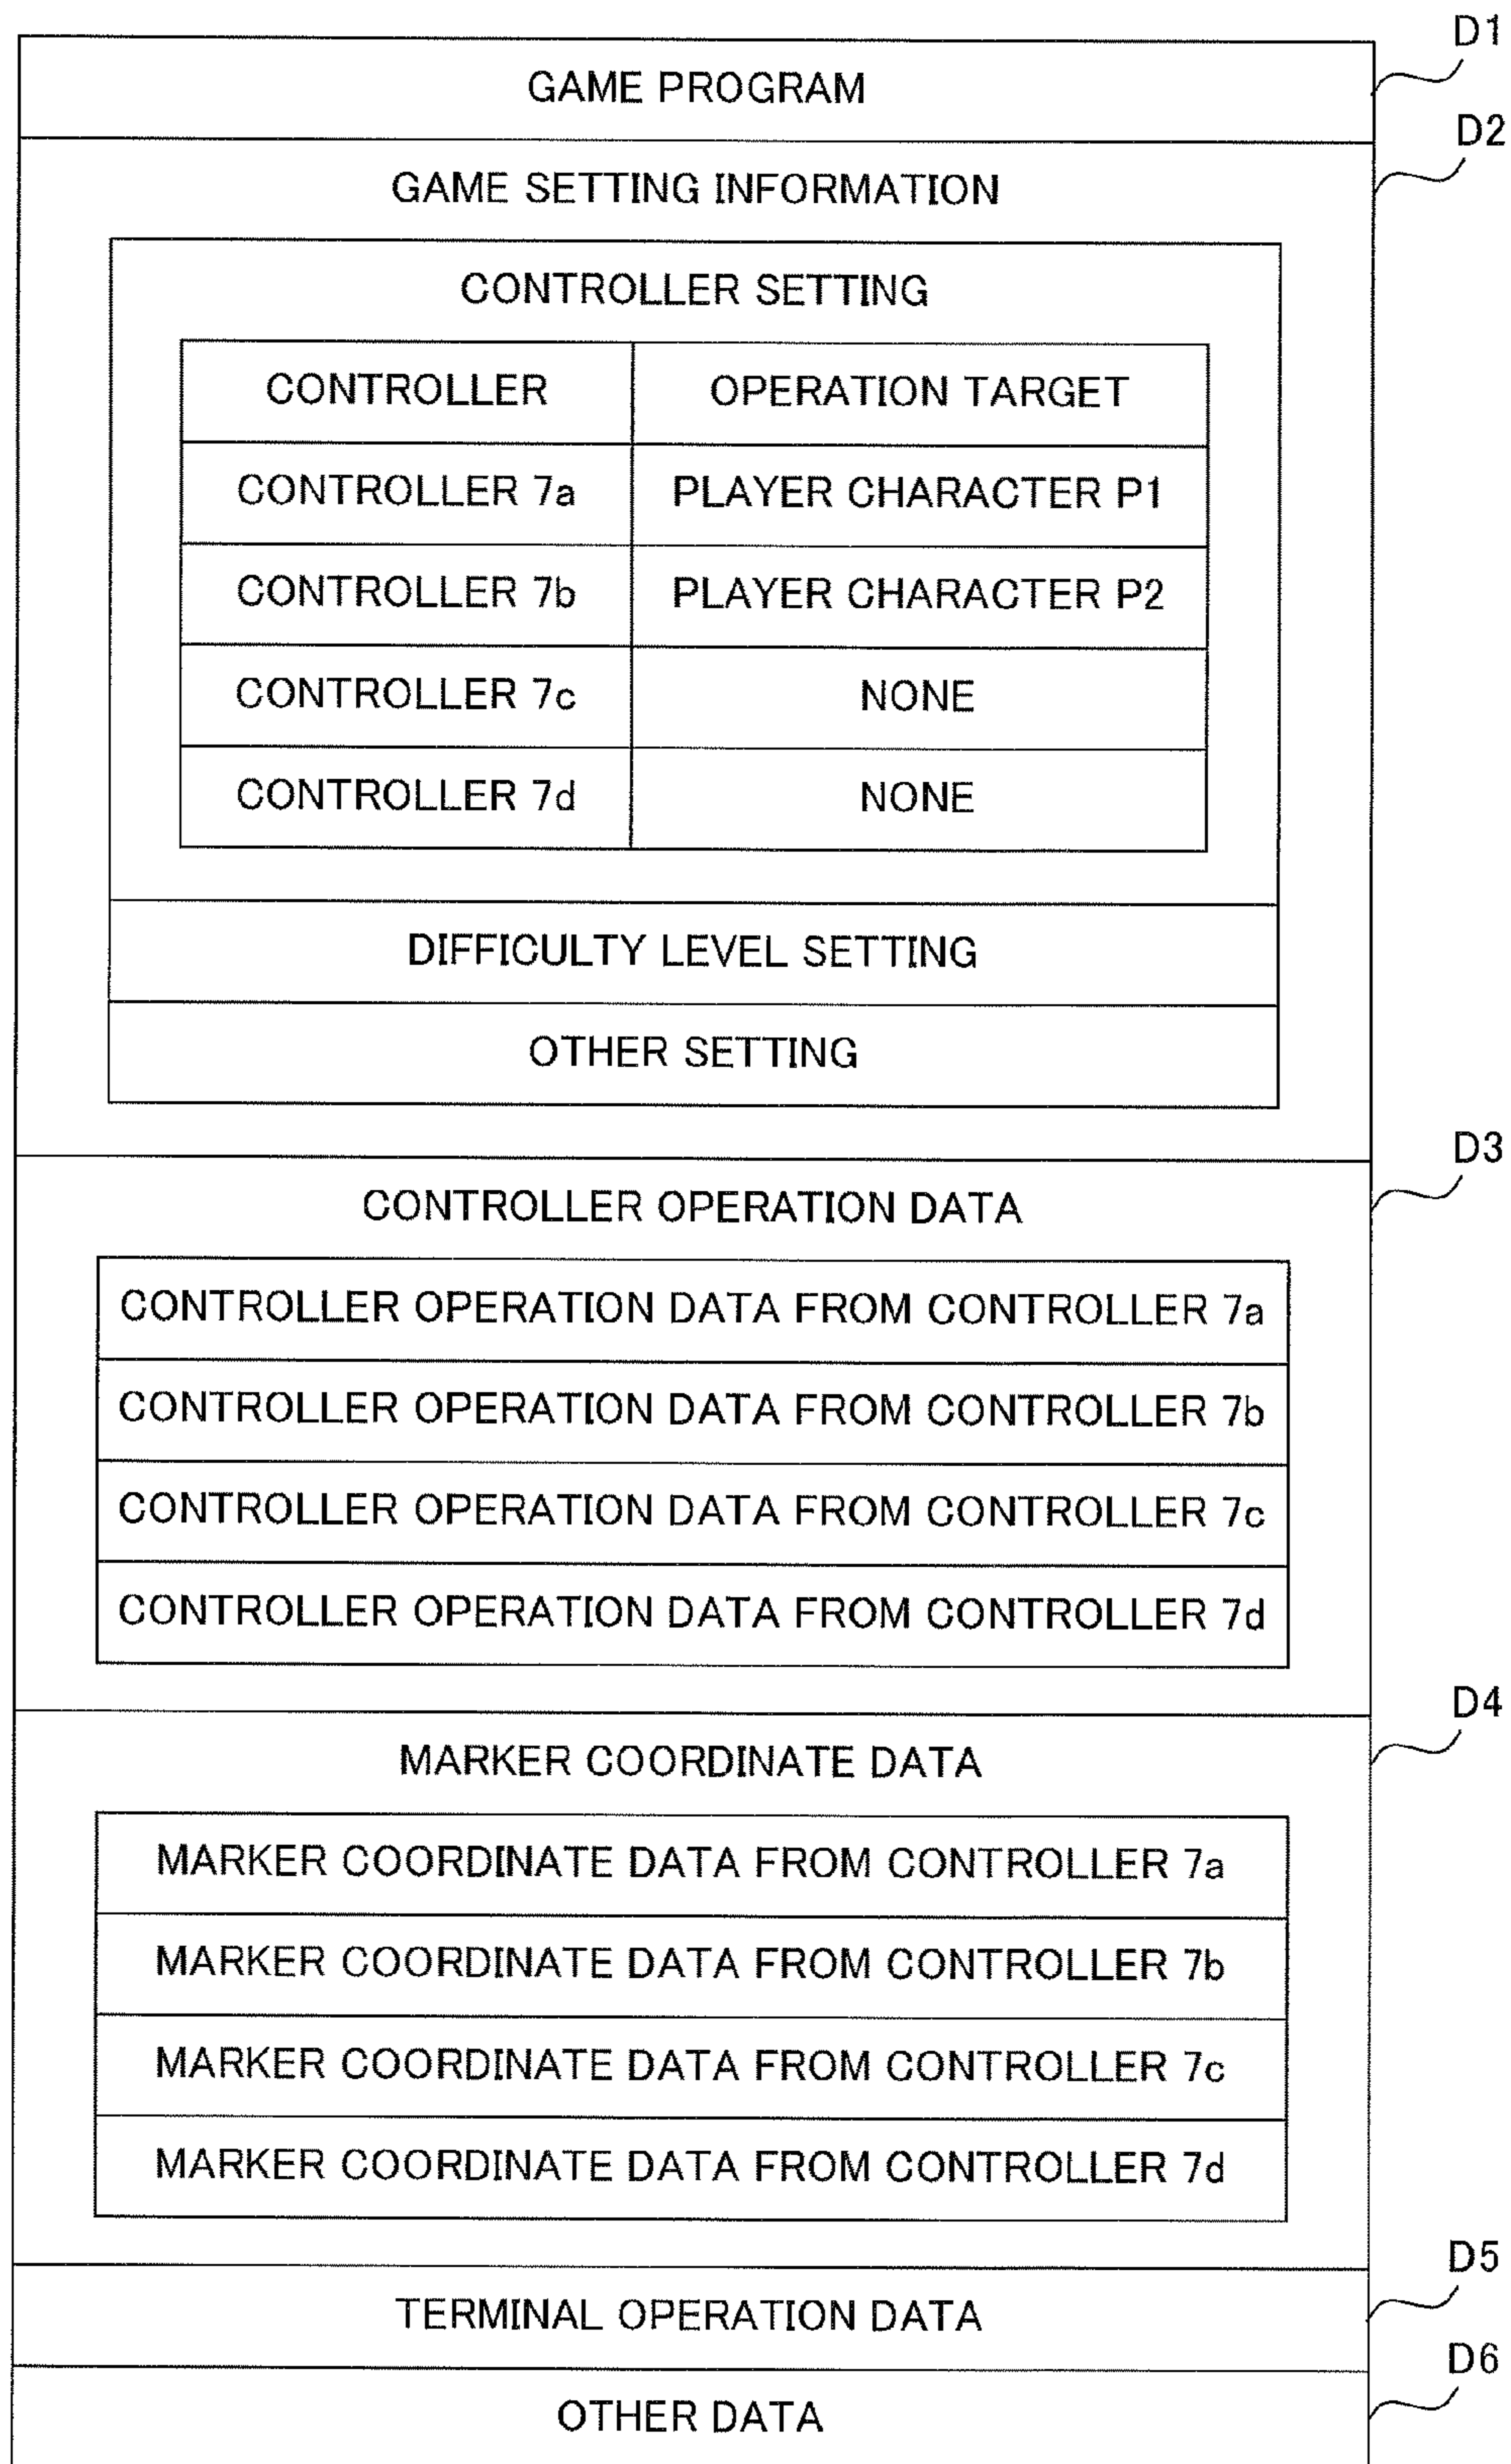 D1
GAME PROGRAM
D2
GAME SETTING INFORMATION
CONTROLLER SETTING
CONTROLLER OPERATION TARGET
CONTROLLER 7a PLAYER CHARACTER P1
CONTROLLER 7b PLAYER CHARACTER P2
CONTROLLER 7c NONE
CONTROLLER 7d NONE
DIFFICULTY LEVEL SETTING
OTHER SETTING
D3
CONTROLLER OPERATION DATA
CONTROLLER OPERATION DATA FROM CONTROLLER 7a
CONTROLLER OPERATION DATA FROM CONTROLLER 7b
CONTROLLER OPERATION DATA FROM CONTROLLER 7c
CONTROLLER OPERATION DATA FROM CONTROLLER 7d
D4
MARKER COORDINATE DATA
MARKER COORDINATE DATA FROM CONTROLLER 7a
MARKER COORDINATE DATA FROM CONTROLLER 7b
MARKER COORDINATE DATA FROM CONTROLLER 7c
MARKER COORDINATE DATA FROM CONTROLLER 7d
D5
TERMINAL OPERATION DATA
D6
OTHER DATA